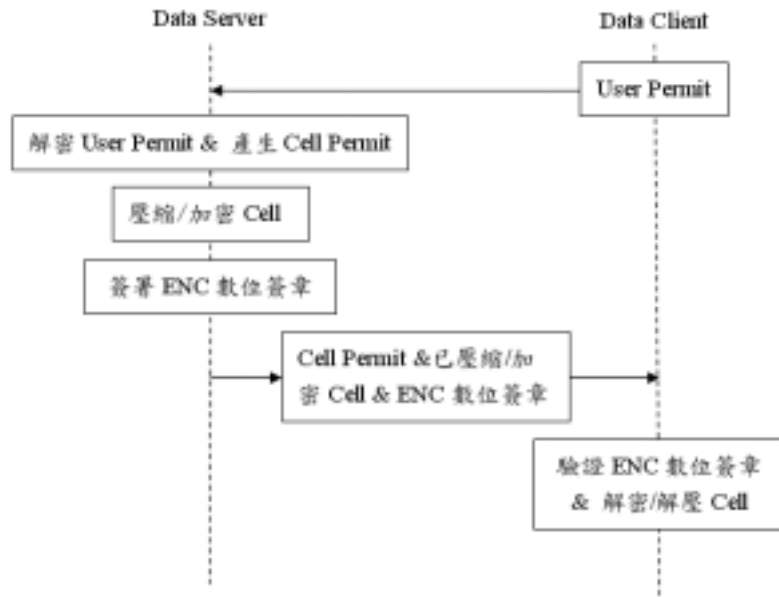 Data Server
Data Client
User Permit
解密 User Permit & 產生 Cell Permit
壓縮/加密 Cell
簽署 ENC 數位簽章
Cell Permit &已壓縮/加
密 Cell & ENC 數位簽章
驗證 ENC 數位簽章
& 解密/解壓 Cell